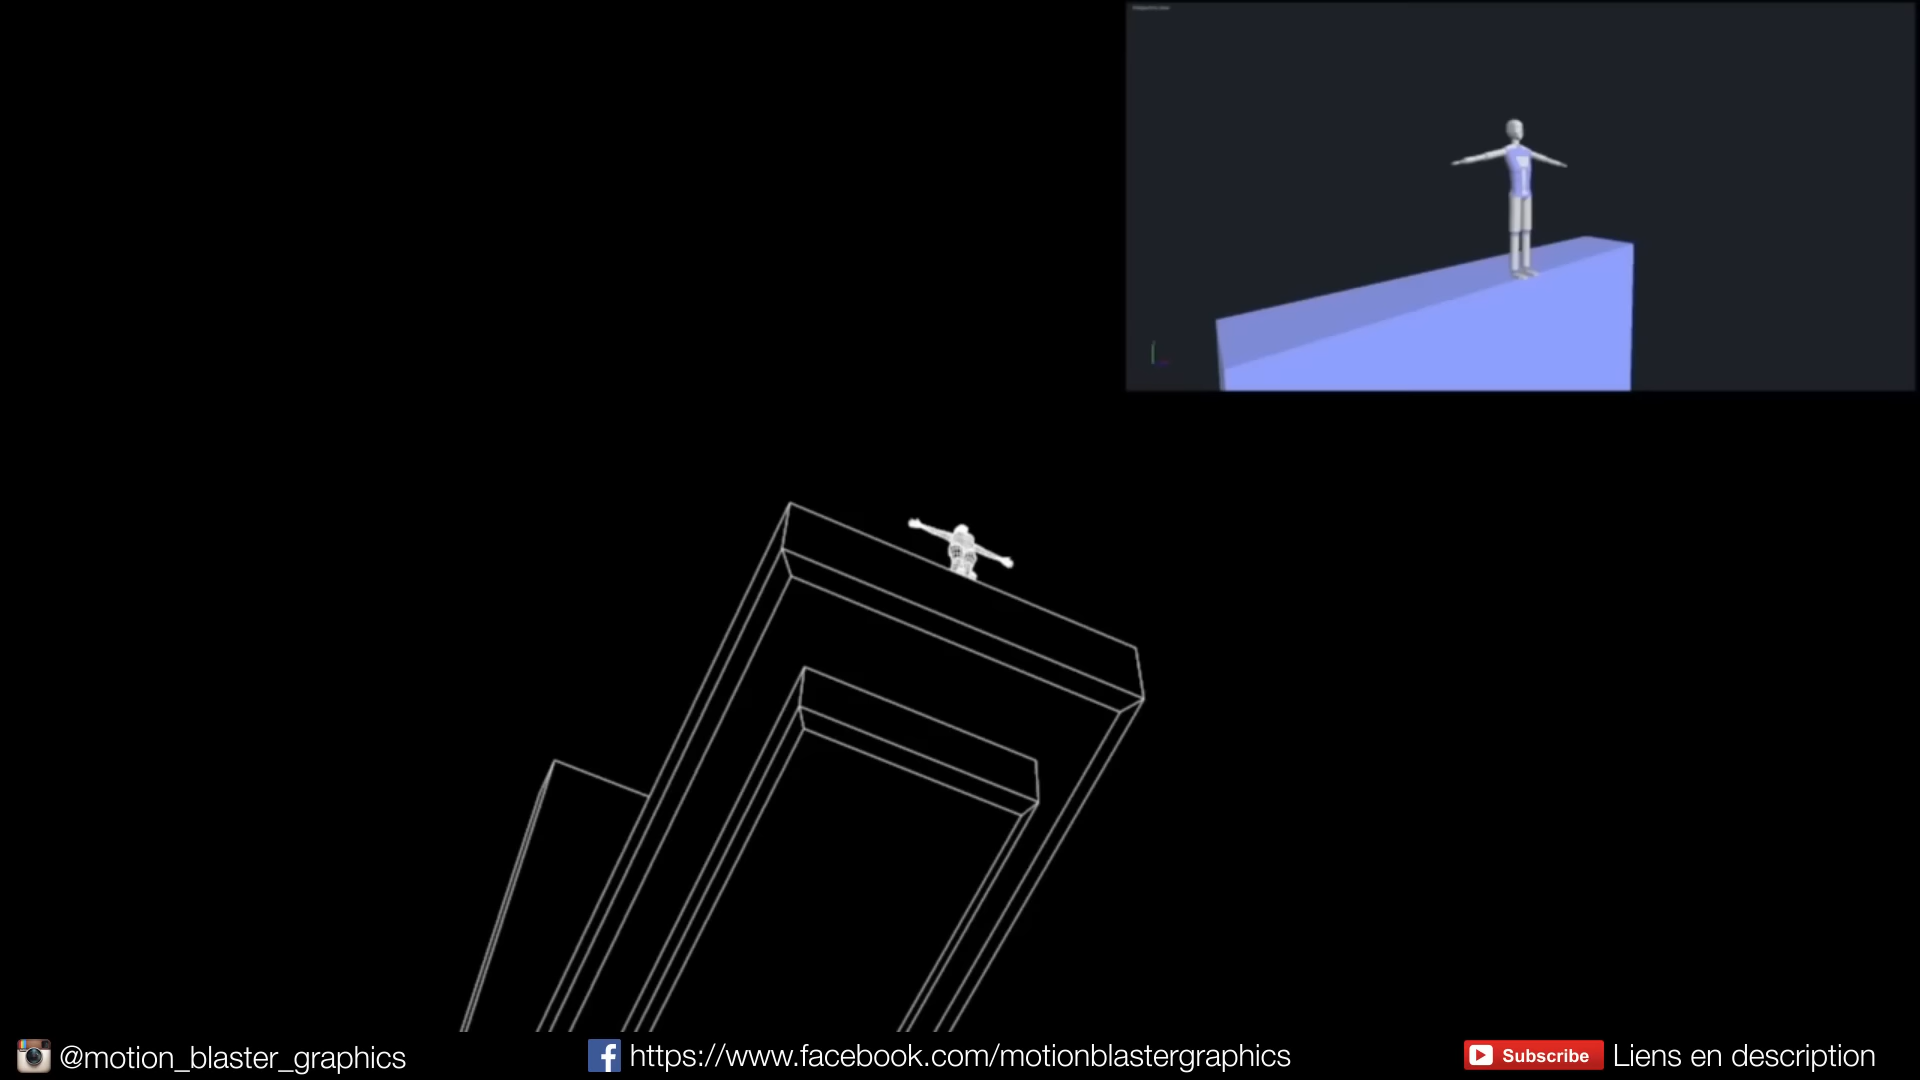 @motion_blaster_graphics
https://www.facebook.com/motionblastergraphics
Subscribe
Liens en description